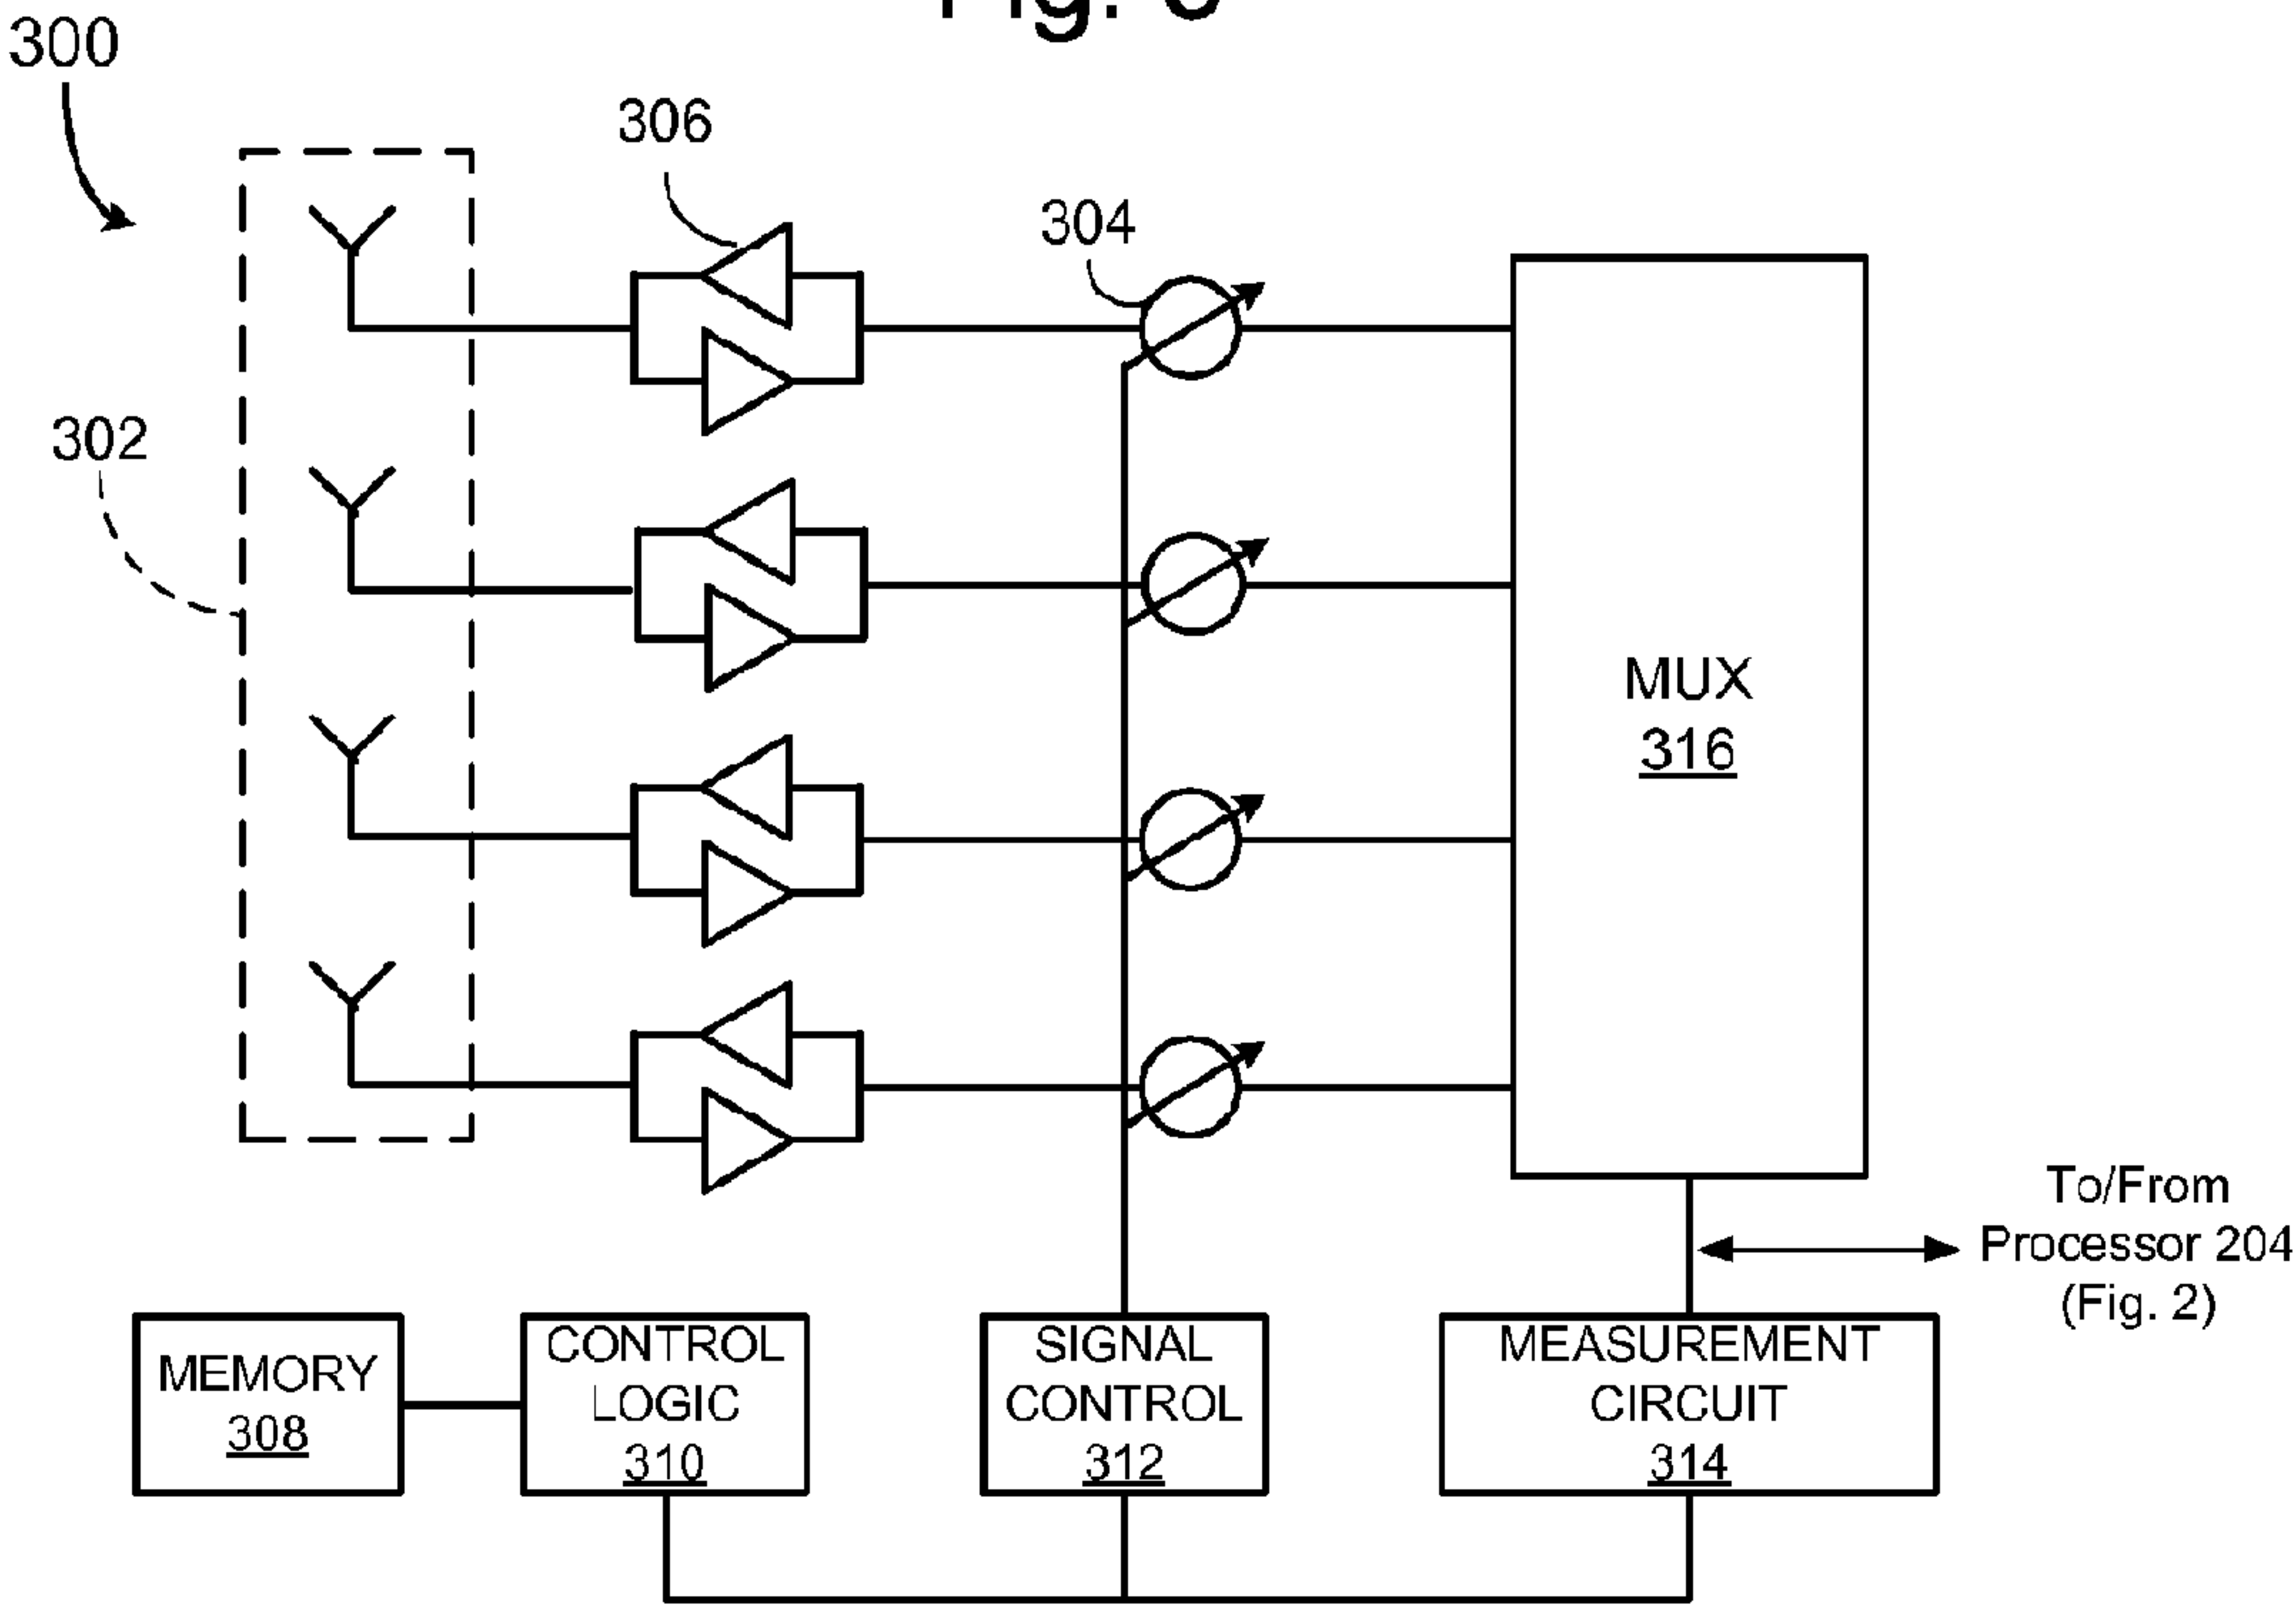 300
306
304
302
MUX
316
To/From
Processor 204
(Fig. 2)
MEMORY
308
CONTROL
LOGIC
310
SIGNAL
CONTROL
312
MEASUREMENT
CIRCUIT
314